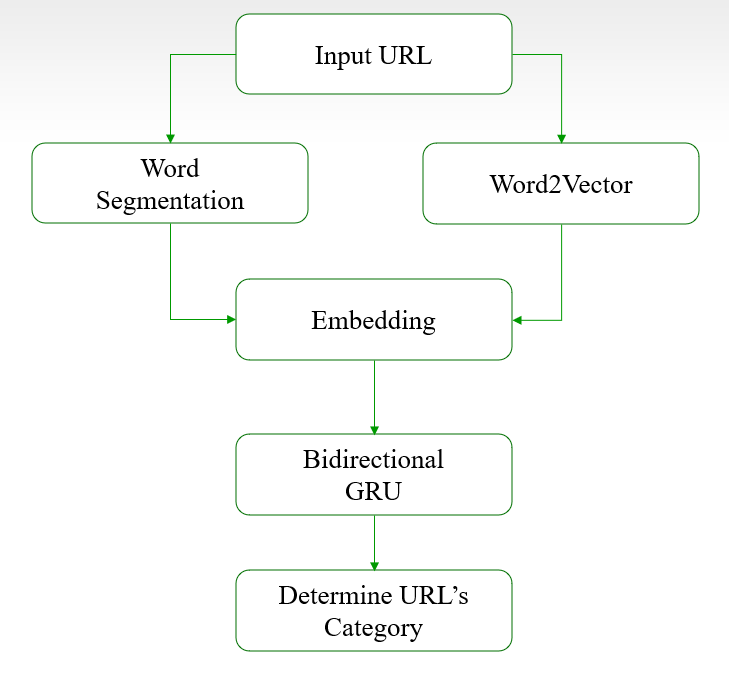 Input URL
Word
Segmentation
Word2Vector
Embedding
Bidirectional
GRU
Determine URL’s
Category